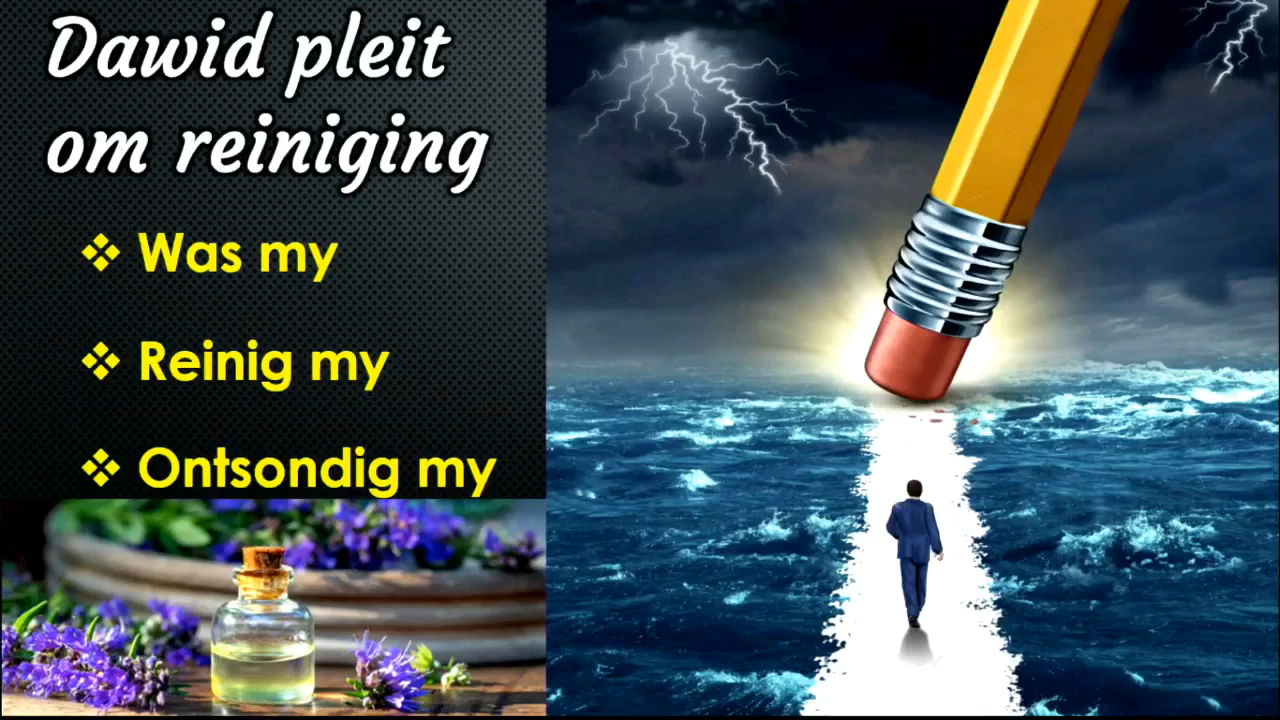 Dawid pleit
om reiniging
❖ Was my
❖ Reinig my
❖ Ontsondig my